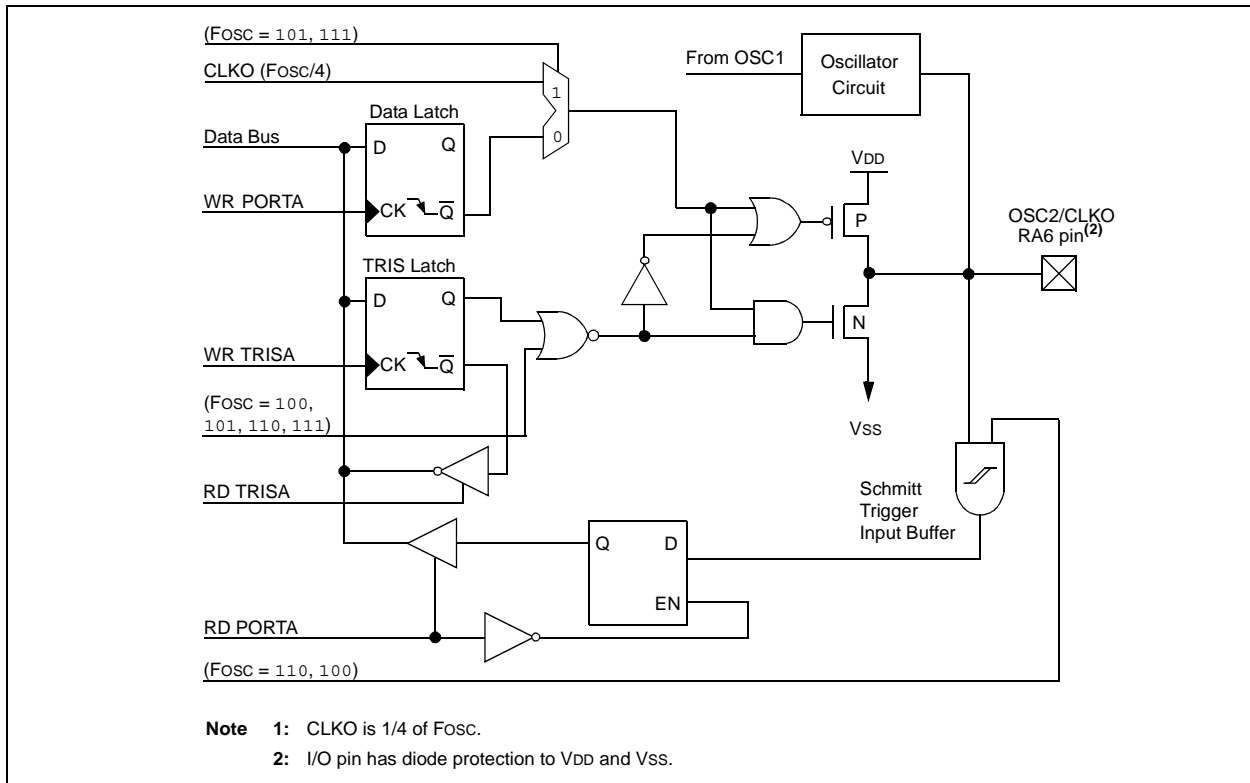 (FOSC = 101, 111)
CLKO (FOSC/4)
From OSC1
Oscillator
Circuit
1
0
Data Latch
Data Bus
D
Q
WR PORTA
CK
Q
VDD
P
OSC2/CLKO
RA6 pin(2)
TRIS Latch
D
Q
N
WR TRISA
CK
Q
(FOSC = 100,
101, 110, 111)
VSS
RD TRISA
Schmitt
Trigger
Input Buffer
Q
D
EN
RD PORTA
(FOSC = 110, 100)
Note 1: CLKO is 1/4 of FOSC.
2: I/O pin has diode protection to VDD and VSS.